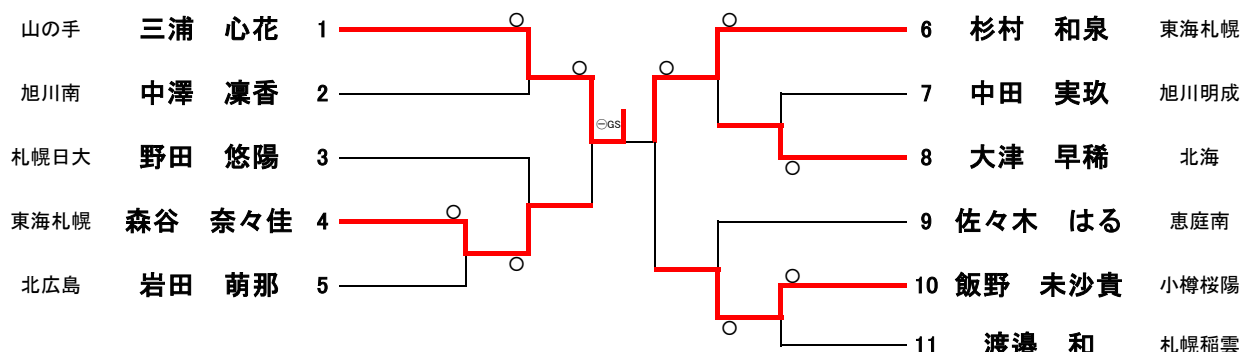 山の手 三浦 心花 1
旭川南 中澤 凜香 2
札幌日大 野田 悠陽 3
東海札幌 森谷 奈々佳 4
北広島 岩田 萌那 5
㊀GS
6 杉村 和泉 東海札幌
7 中田 実玖 旭川明成
8 大津 早稀 北海
9 佐々木 はる 恵庭南
10 飯野 未沙貴 小樽桜陽
11 渡邉 和 札幌稲雲